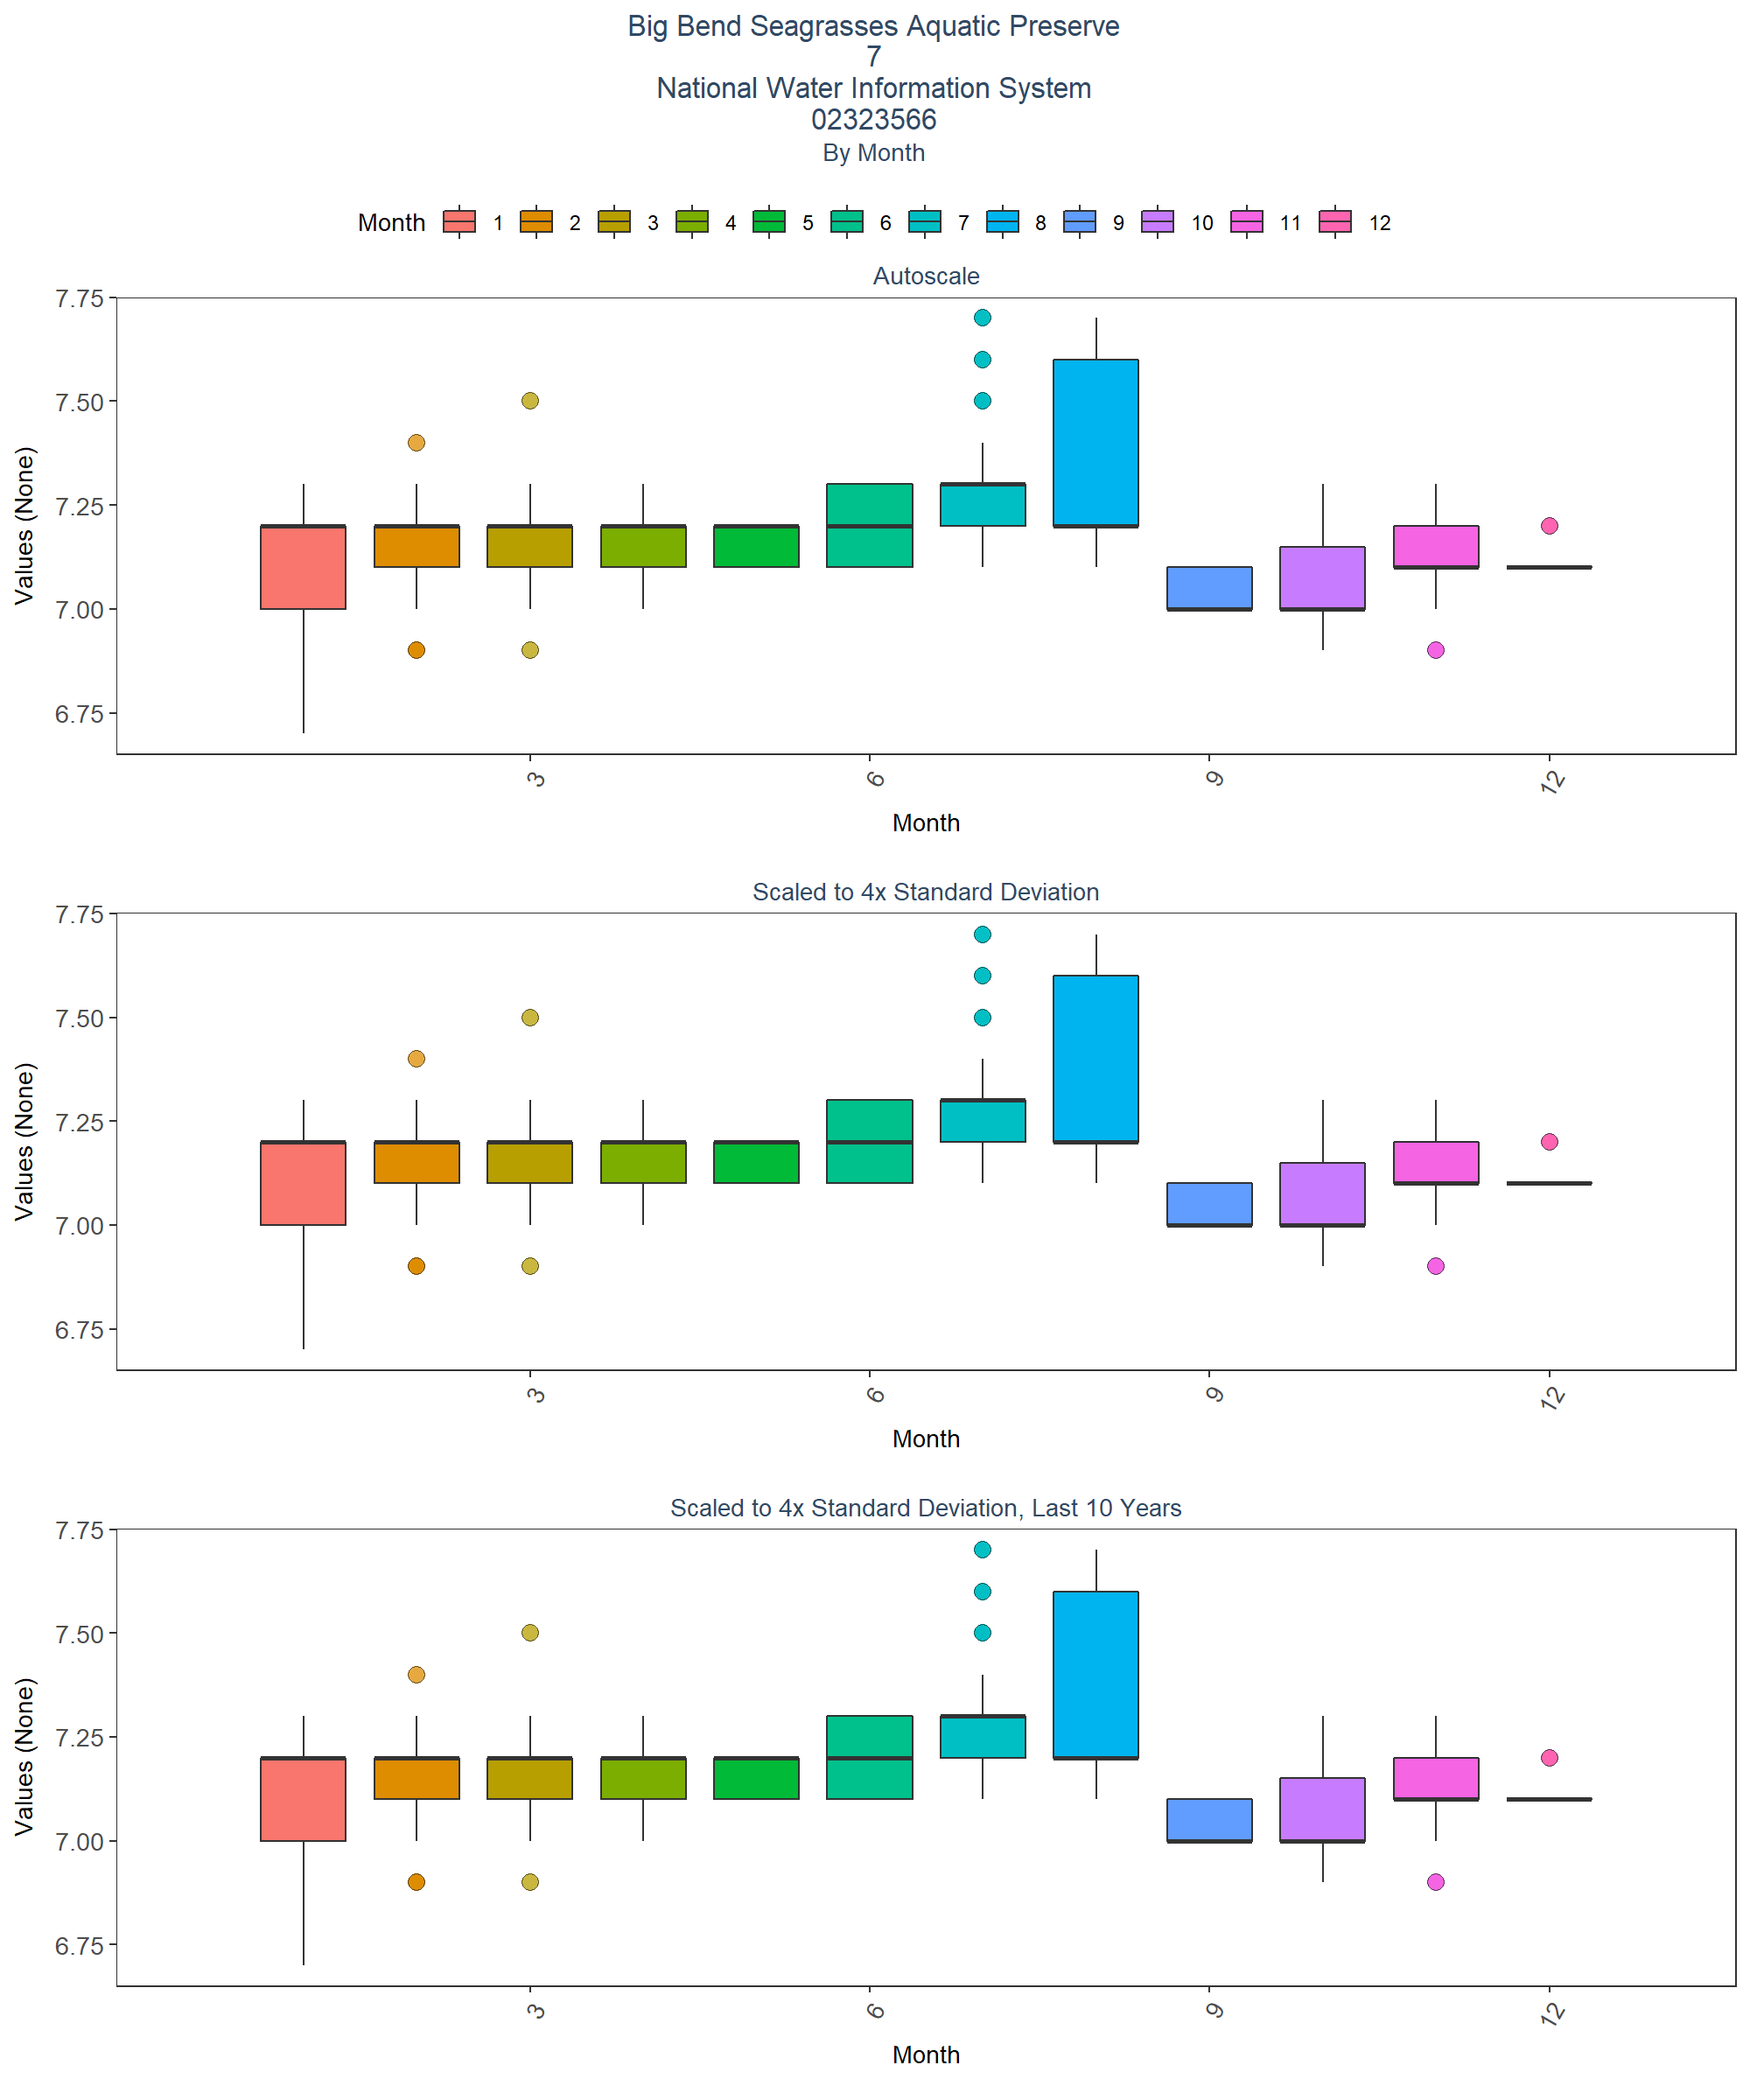 Big Bend Seagrasses Aquatic Preserve
7
National Water Information System
02323566
By Month
Month 1 2 3 4 5 6 7 8 9 10 11 12
Autoscale
7.75
7.50
7.25
7.00
6.75
Values (None)
3 6 9 12
Month
Scaled to 4x Standard Deviation
7.75
7.50
7.25
7.00
6.75
Values (None)
3 6 9 12
Month
Scaled to 4x Standard Deviation, Last 10 Years
7.75
7.50
7.25
7.00
6.75
Values (None)
3 6 9 12
Month